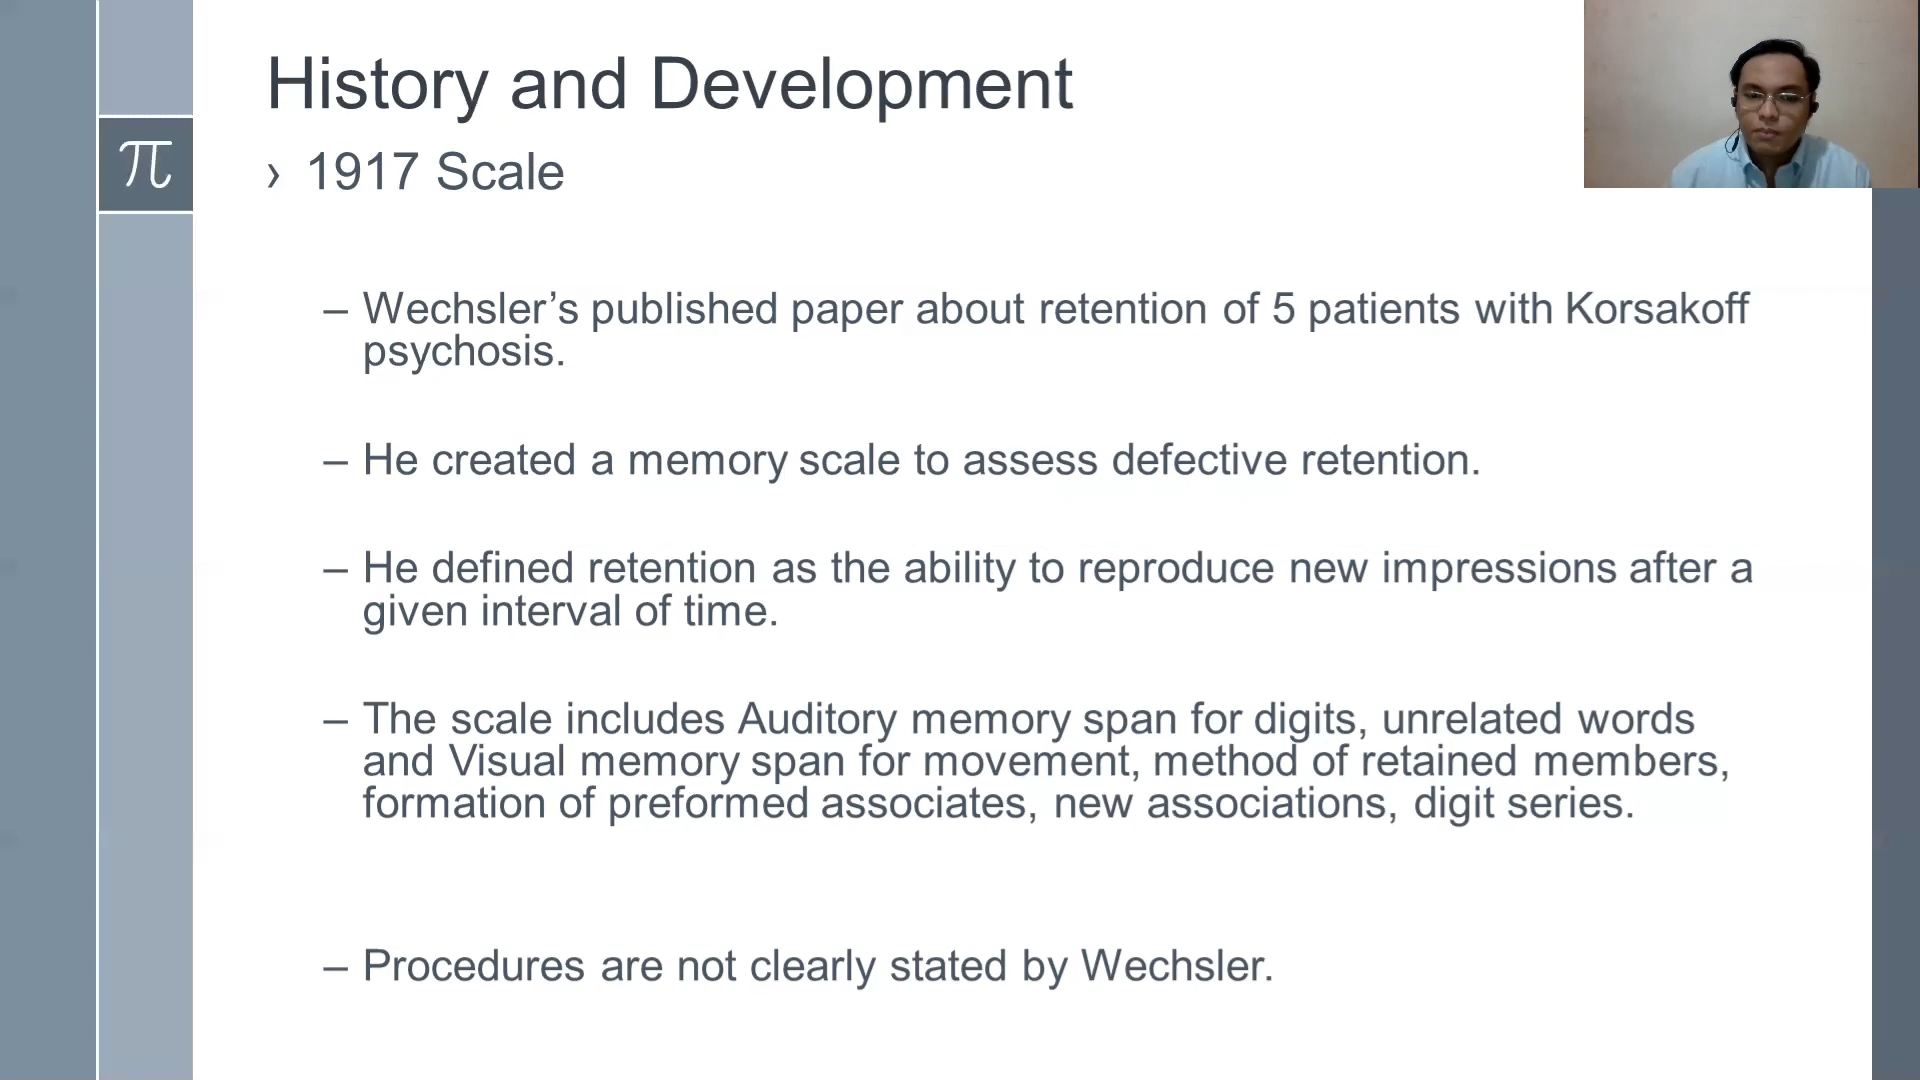 History and Development
π
› 1917 Scale
– Wechsler’s published paper about retention of 5 patients with Korsakoff
psychosis.
– He created a memory scale to assess defective retention.
– He defined retention as the ability to reproduce new impressions after a
given interval of time.
– The scale includes Auditory memory span for digits, unrelated words
and Visual memory span for movement, method of retained members,
formation of preformed associates, new associations, digit series.
– Procedures are not clearly stated by Wechsler.